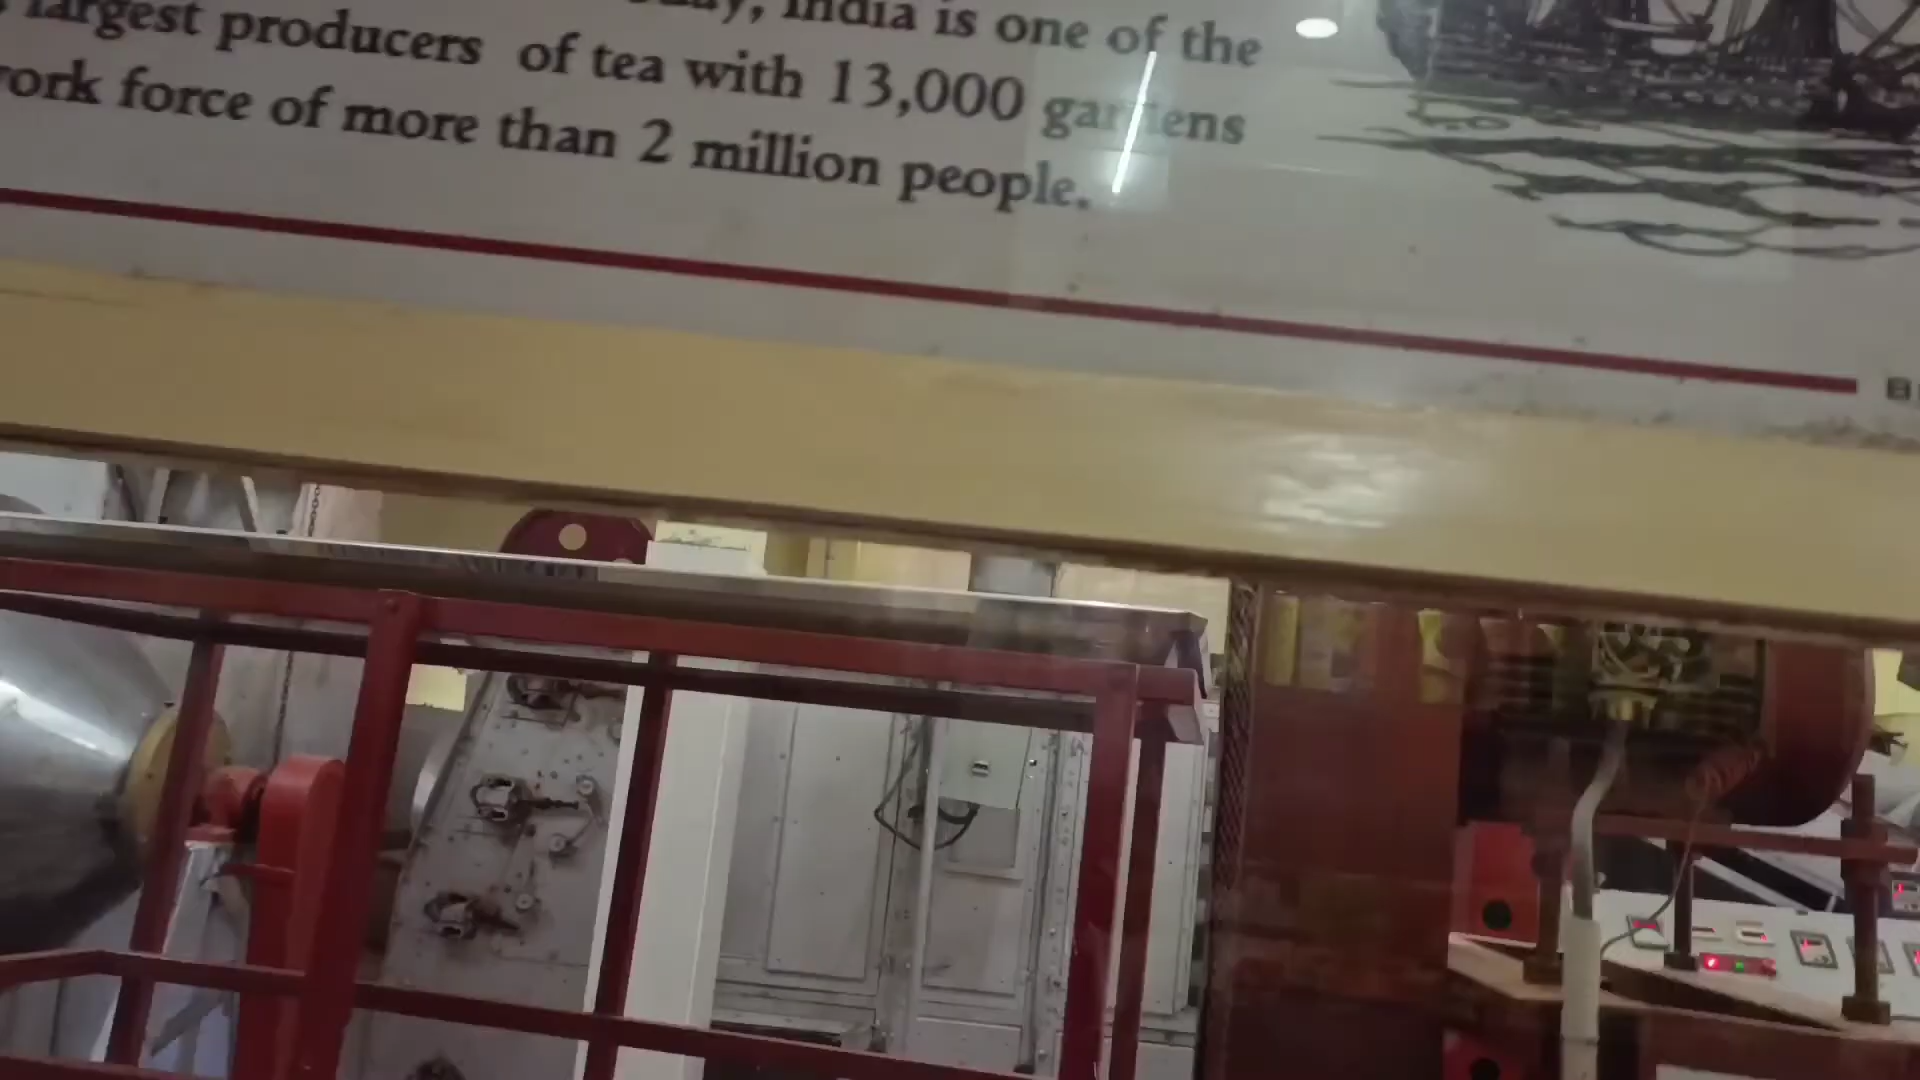 India is one of the
largest producers of tea with 13,000 gardens
force of more than 2 million people.